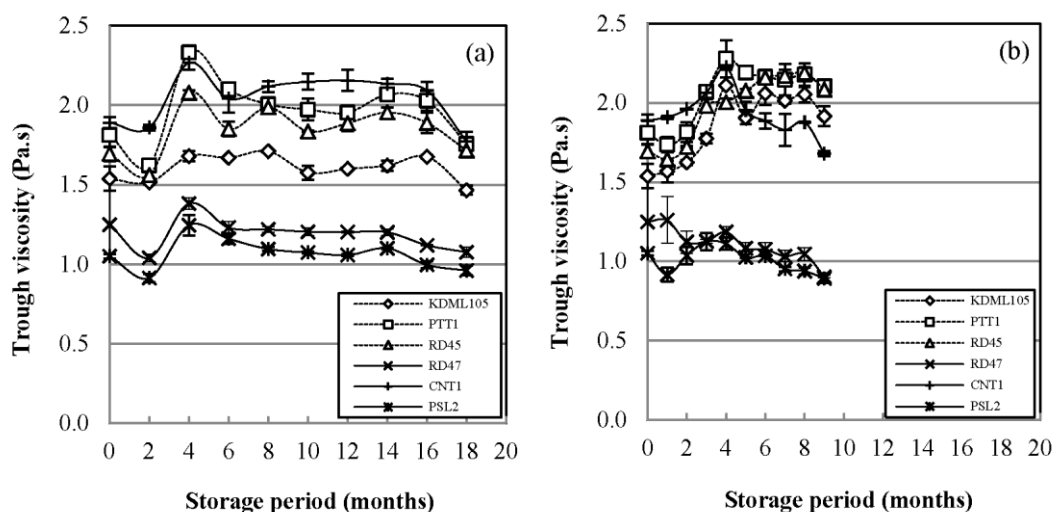 2.5
(a)
2.0
1.5
1.0
0.5
0.0
Trough viscosity (Pa.s)
KDML105
PTT1
RD45
RD47
CNT1
PSL2
0 2 4 6 8 10 12 14 16 18 20
Storage period (months)
2.5
(b)
2.0
1.5
1.0
0.5
0.0
Trough viscosity (Pa.s)
KDML105
PTT1
RD45
RD47
CNT1
PSL2
0 2 4 6 8 10 12 14 16 18 20
Storage period (months)